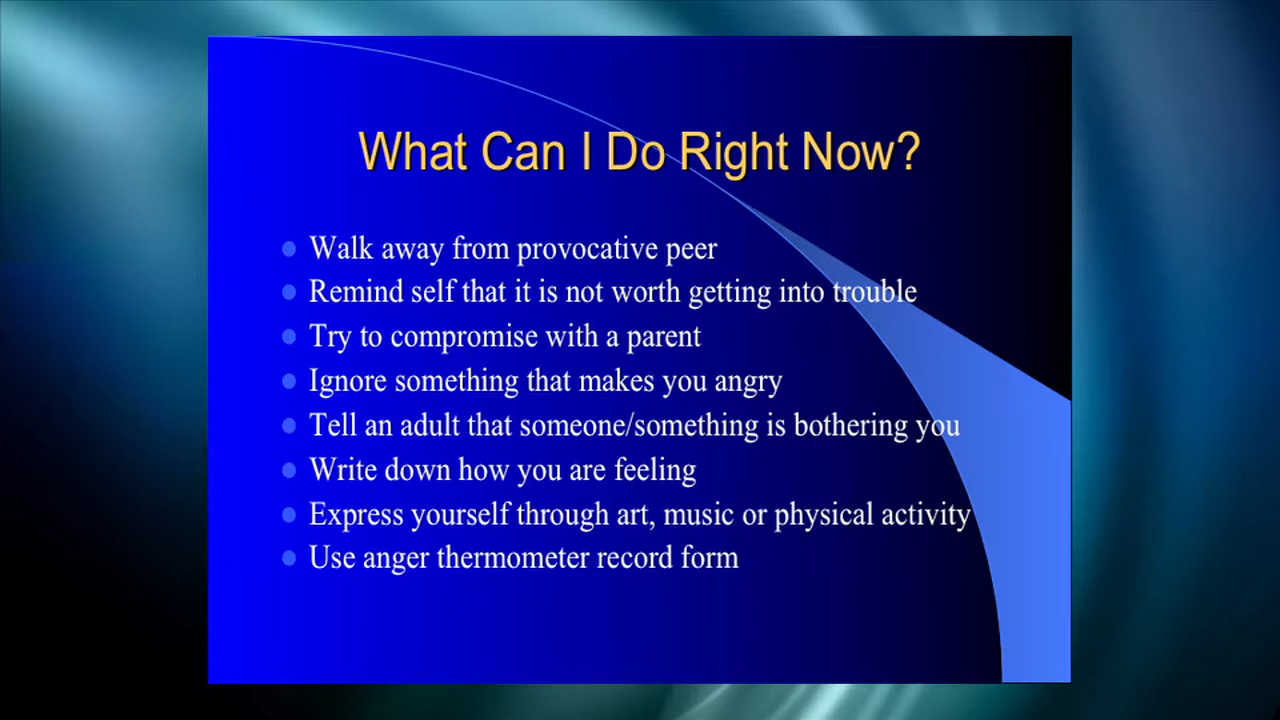 What Can I Do Right Now?
Walk away from provocative peer
Remind self that it is not worth getting into trouble
Try to compromise with a parent
Ignore something that makes you angry
Tell an adult that someone/something is bothering you
Write down how you are feeling
Express yourself through art, music or physical activity
Use anger thermometer record form